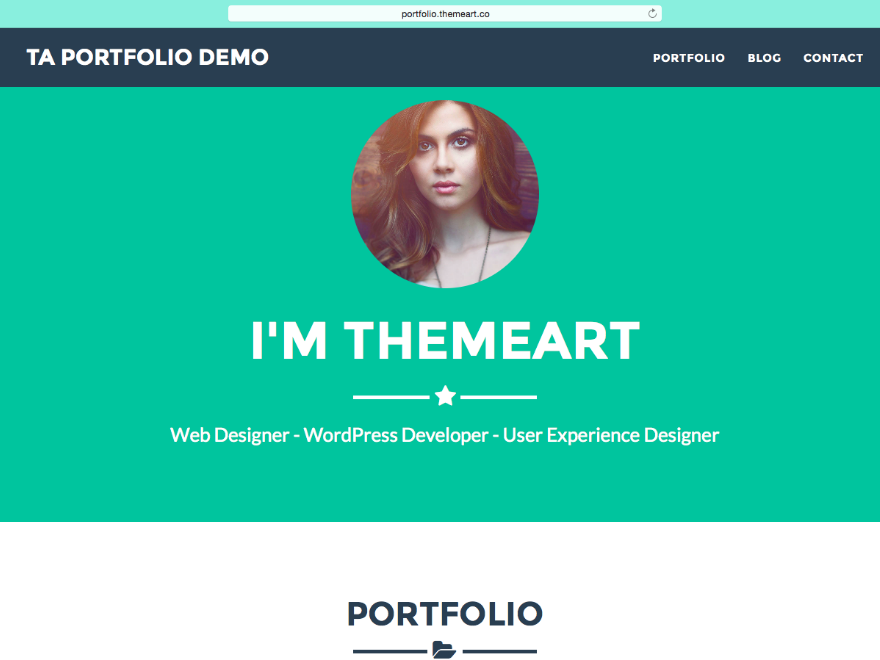 portfolio.themeart.co
TA PORTFOLIO DEMO
PORTFOLIO BLOG CONTACT
I'M THEMEART
Web Designer - WordPress Developer - User Experience Designer
PORTFOLIO